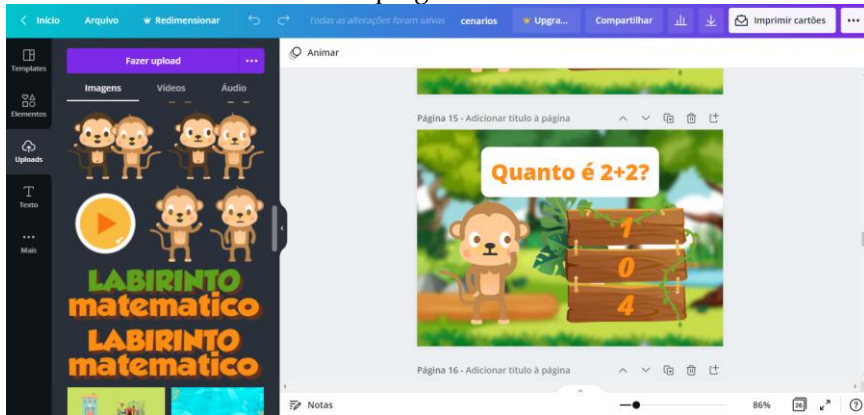 Início Arquivo Redimensionar Todas as alterações foram salvas cenarios Upgra... Compartilhar Imprimir cartões
Templates
Elementos
Uploads
Texto
Mais
Fazer upload
Imagens Vídeos Áudio
LABIRINTO
matematico
LABIRINTO
matematico
Animar
Página 15 - Adicionar título à página
Quanto é 2+2?
1
0
4
Página 16 - Adicionar título à página
Notas 86% 26